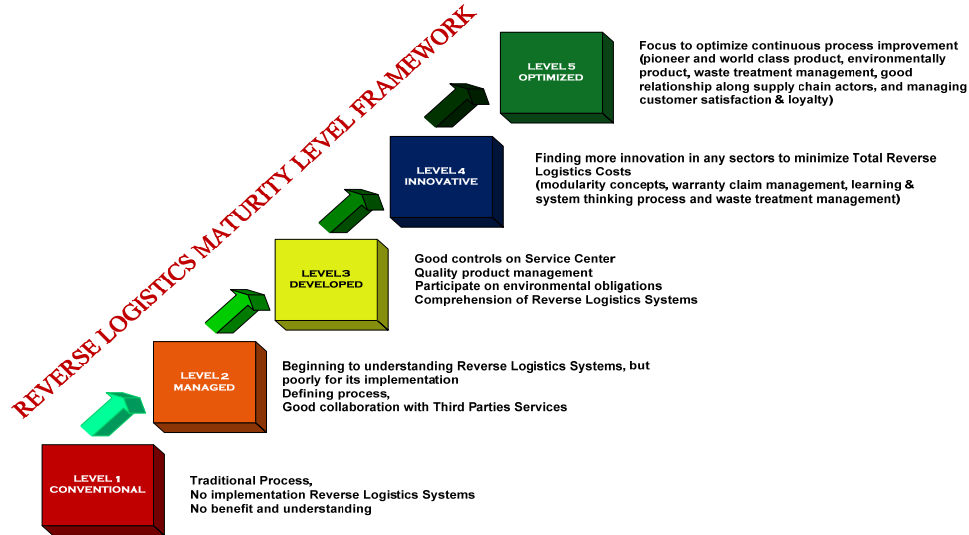 REVERSE LOGISTICS MATURITY LEVEL FRAMEWORK
LEVEL 5
OPTIMIZED
Focus to optimize continuous process improvement
(pioneer and world class product, environmentally
product, waste treatment management, good
relationship along supply chain actors, and managing
customer satisfaction & loyalty)
LEVEL 4
INNOVATIVE
Finding more innovation in any sectors to minimize Total Reverse
Logistics Costs
(modularity concepts, warranty claim management, learning &
system thinking process and waste treatment management)
LEVEL 3
DEVELOPED
Good controls on Service Center
Quality product management
Participate on environmental obligations
Comprehension of Reverse Logistics Systems
LEVEL 2
MANAGED
Beginning to understanding Reverse Logistics Systems, but
poorly for its implementation
Defining process,
Good collaboration with Third Parties Services
LEVEL 1
CONVENTIONAL
Traditional Process,
No implementation Reverse Logistics Systems
No benefit and understanding